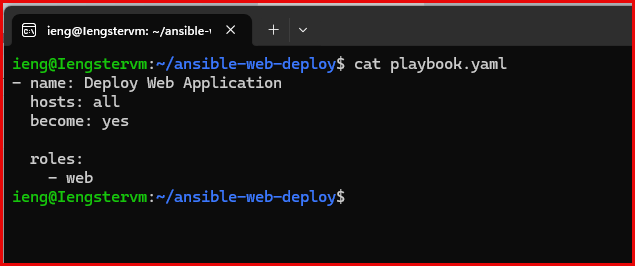 ieng@Iengstervm: ~/ansible-v
ieng@Iengstervm:~/ansible-web-deploy$ cat playbook.yaml
- name: Deploy Web Application
  hosts: all
  become: yes

  roles:
    - web
ieng@Iengstervm:~/ansible-web-deploy$